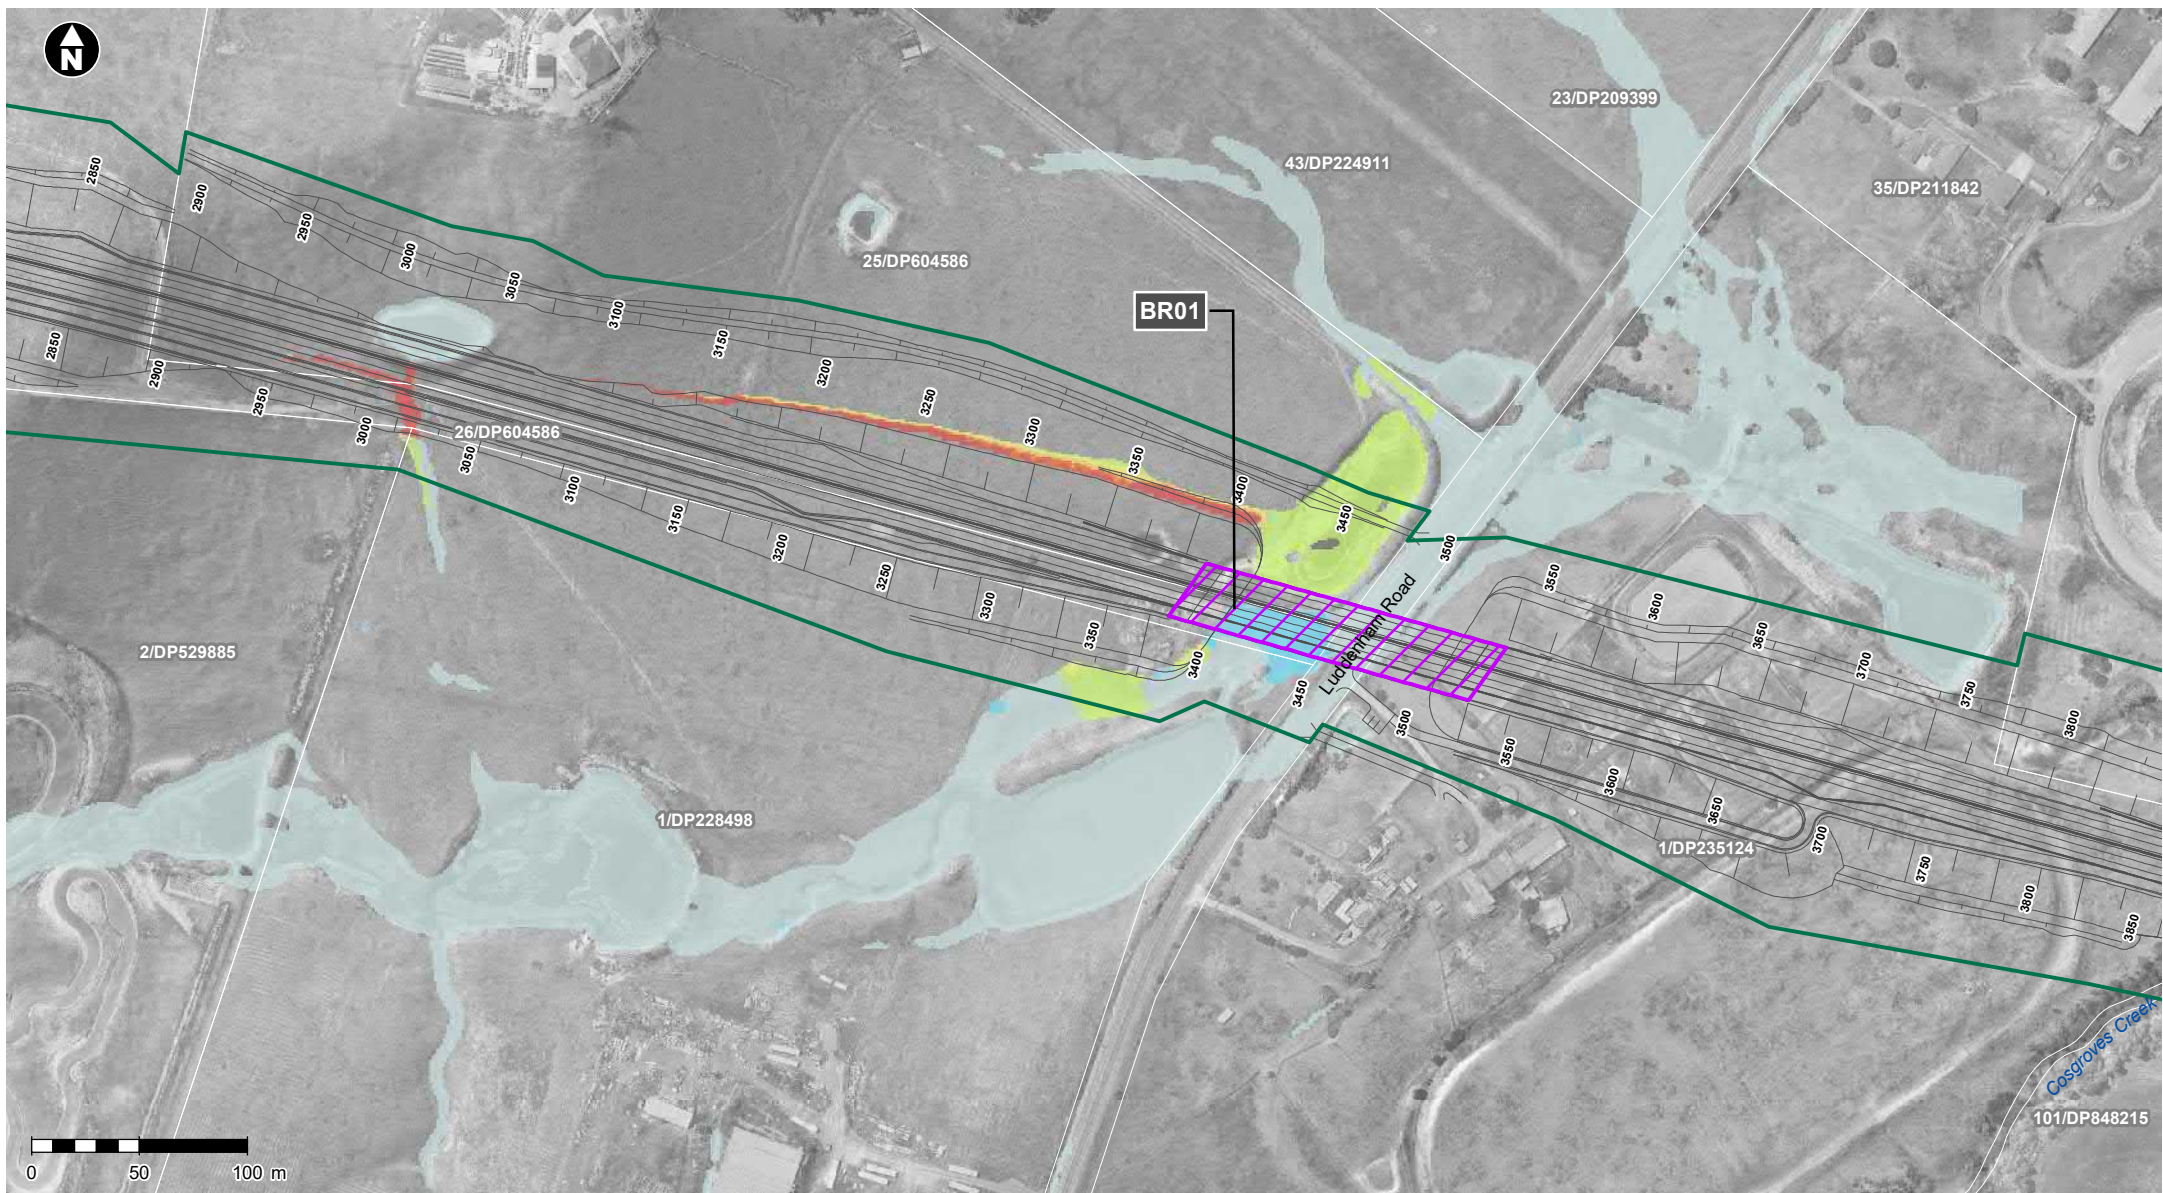 N
23/DP209399
43/DP224911
35/DP211842
25/DP604586
BR01
2850
2900
2950
3000
3050
3100
3150
3200
3250
3300
3350
3400
3450
3500
3550
3600
3650
3700
3750
3800
2850
2900
2950
3000
3050
3100
3150
3200
3250
3300
3350
3400
3450
3500
3550
3600
3650
3700
3750
3800
3850
26/DP604586
Luddenham Road
2/DP529885
1/DP228498
1/DP235124
Cosgroves Creek
101/DP848215
0 50 100 m